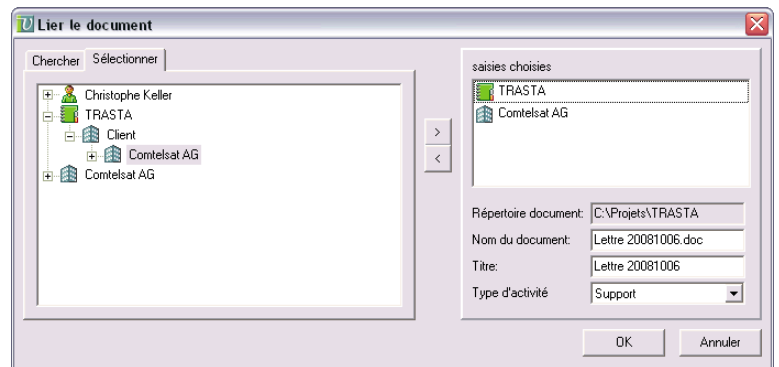 Lier le document
Chercher Sélectionner
Christophe Keller
TRASTA
Client
Comtelsat AG
Comtelsat AG
>
<
saisies choisies
TRASTA
Comtelsat AG
Répertoire document: C:\Projets\TRASTA
Nom du document: Lettre 20081006.doc
Titre: Lettre 20081006
Type d'activité Support
OK Annuler